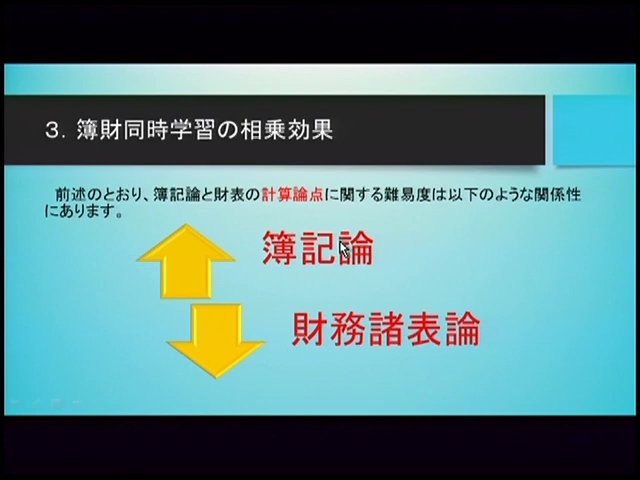 ３．簿財同時学習の相乗効果
前述のとおり、簿記論と財表の計算論点に関する難易度は以下のような関係性
にあります。
簿記論
財務諸表論